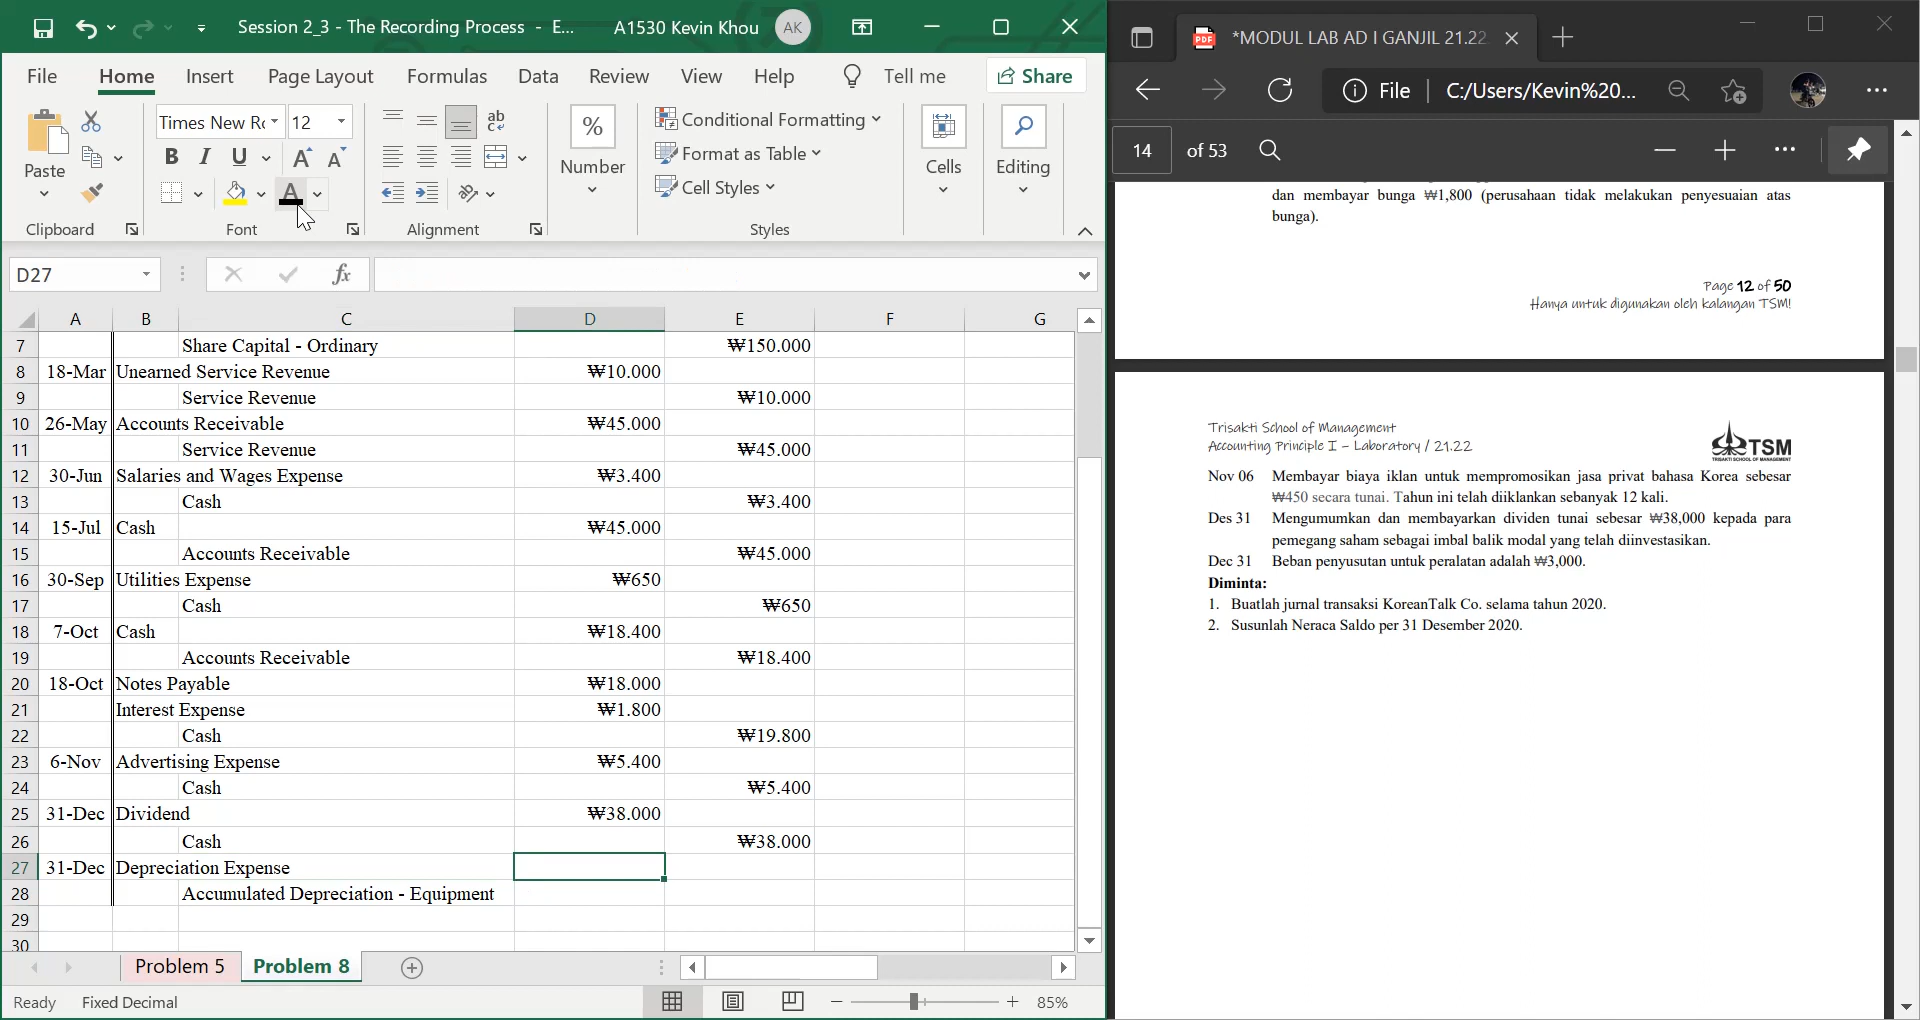 Session 2_3 - The Recording Process - E... A1530 Kevin Khou AK
File Home Insert Page Layout Formulas Data Review View Help Tell me Share
Paste
Times New Rc 12
B I U A A
A
ab
%
Number
Conditional Formatting
Format as Table
Cell Styles
Cells
Editing
Clipboard Font Alignment Styles
D27 fx
A B C D E F G
7 Share Capital - Ordinary ₩150.000
8 18-Mar Unearned Service Revenue ₩10.000
9 Service Revenue ₩10.000
10 26-May Accounts Receivable ₩45.000
11 Service Revenue ₩45.000
12 30-Jun Salaries and Wages Expense ₩3.400
13 Cash ₩3.400
14 15-Jul Cash ₩45.000
15 Accounts Receivable ₩45.000
16 30-Sep Utilities Expense ₩650
17 Cash ₩650
18 7-Oct Cash ₩18.400
19 Accounts Receivable ₩18.400
20 18-Oct Notes Payable ₩18.000
21 Interest Expense ₩1.800
22 Cash ₩19.800
23 6-Nov Advertising Expense ₩5.400
24 Cash ₩5.400
25 31-Dec Dividend ₩38.000
26 Cash ₩38.000
27 31-Dec Depreciation Expense
28 Accumulated Depreciation - Equipment
29
30
Problem 5 Problem 8
Ready Fixed Decimal 85%
PDF *MODUL LAB AD I GANJIL 21.22
File C:/Users/Kevin%20...
14 of 53
dan membayar bunga ₩1,800 (perusahaan tidak melakukan penyesuaian atas
bunga).
Page 12 of 50
Hanya untuk digunakan oleh kalangan TSM!
Trisakti School of Management
Accounting Principle I – Laboratory / 21.22
TSM
TRISAKTI SCHOOL OF MANAGEMENT
Nov 06 Membayar biaya iklan untuk mempromosikan jasa privat bahasa Korea sebesar
₩450 secara tunai. Tahun ini telah diiklankan sebanyak 12 kali.
Des 31 Mengumumkan dan membayarkan dividen tunai sebesar ₩38,000 kepada para
pemegang saham sebagai imbal balik modal yang telah diinvestasikan.
Dec 31 Beban penyusutan untuk peralatan adalah ₩3,000.
Diminta:
1. Buatlah jurnal transaksi KoreanTalk Co. selama tahun 2020.
2. Susunlah Neraca Saldo per 31 Desember 2020.